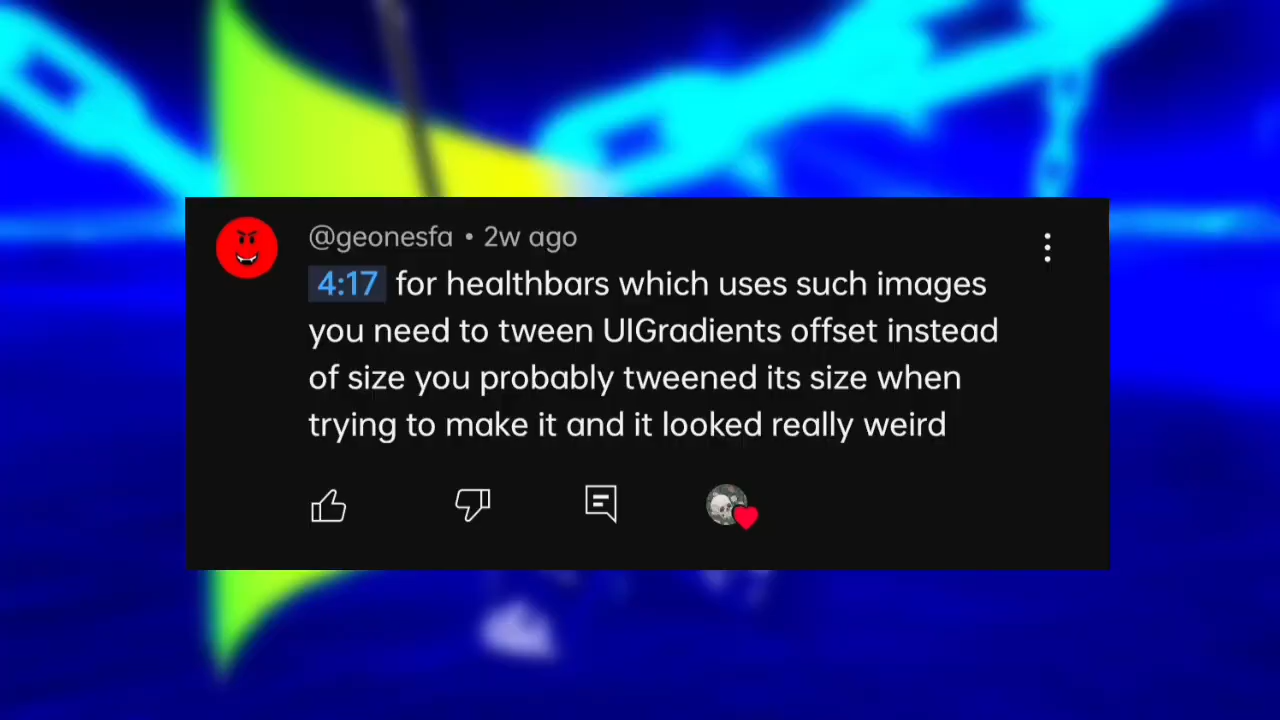 @geonesfa • 2w ago
4:17 for healthbars which uses such images
you need to tween UIGradients offset instead
of size you probably tweened its size when
trying to make it and it looked really weird